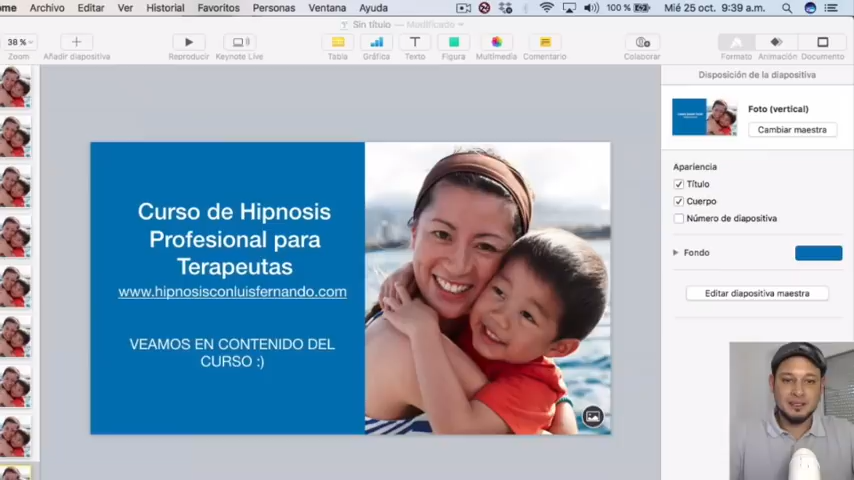 ome Archivo Editar Ver Historial Favoritos Personas Ventana Ayuda 100 % Mié 25 oct. 9:39 a.m.
Sin título — Modificado
38 %
Zoom Añadir diapositiva Reproducir Keynote Live Tabla Gráfica Texto Figura Multimedia Comentario Colaborar Formato Animación Documento
Disposición de la diapositiva
Foto (vertical)
Cambiar maestra
Apariencia
Título
Cuerpo
Número de diapositiva
Fondo
Editar diapositiva maestra
Curso de Hipnosis
Profesional para
Terapeutas
www.hipnosisconluisfernando.com
VEAMOS EN CONTENIDO DEL
CURSO :)